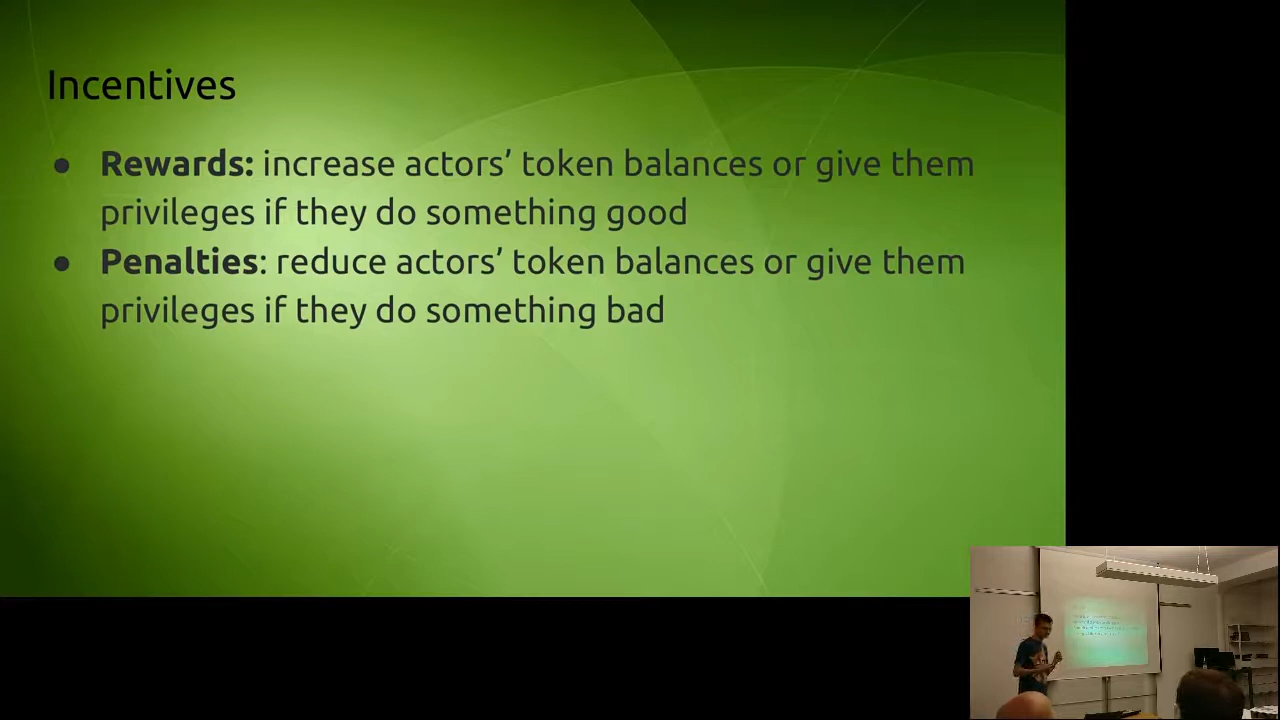 Incentives
● Rewards: increase actors’ token balances or give them
privileges if they do something good
● Penalties: reduce actors’ token balances or give them
privileges if they do something bad